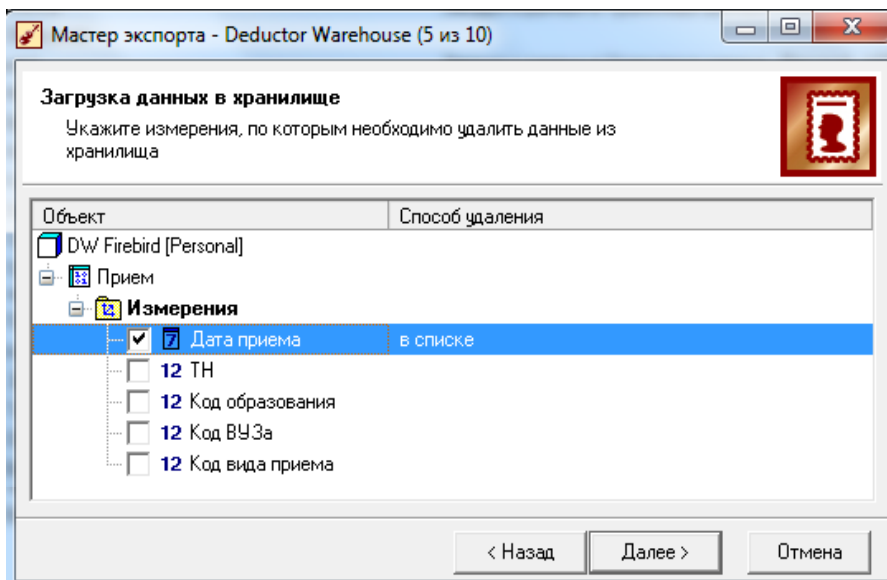 Мастер экспорта - Deductor Warehouse (5 из 10)
Загрузка данных в хранилище
Укажите измерения, по которым необходимо удалить данные из
хранилища
Объект Способ удаления
DW Firebird [Personal]
Прием
Измерения
7 Дата приема в списке
12 ТН
12 Код образования
12 Код ВУЗа
12 Код вида приема
< Назад Далее > Отмена